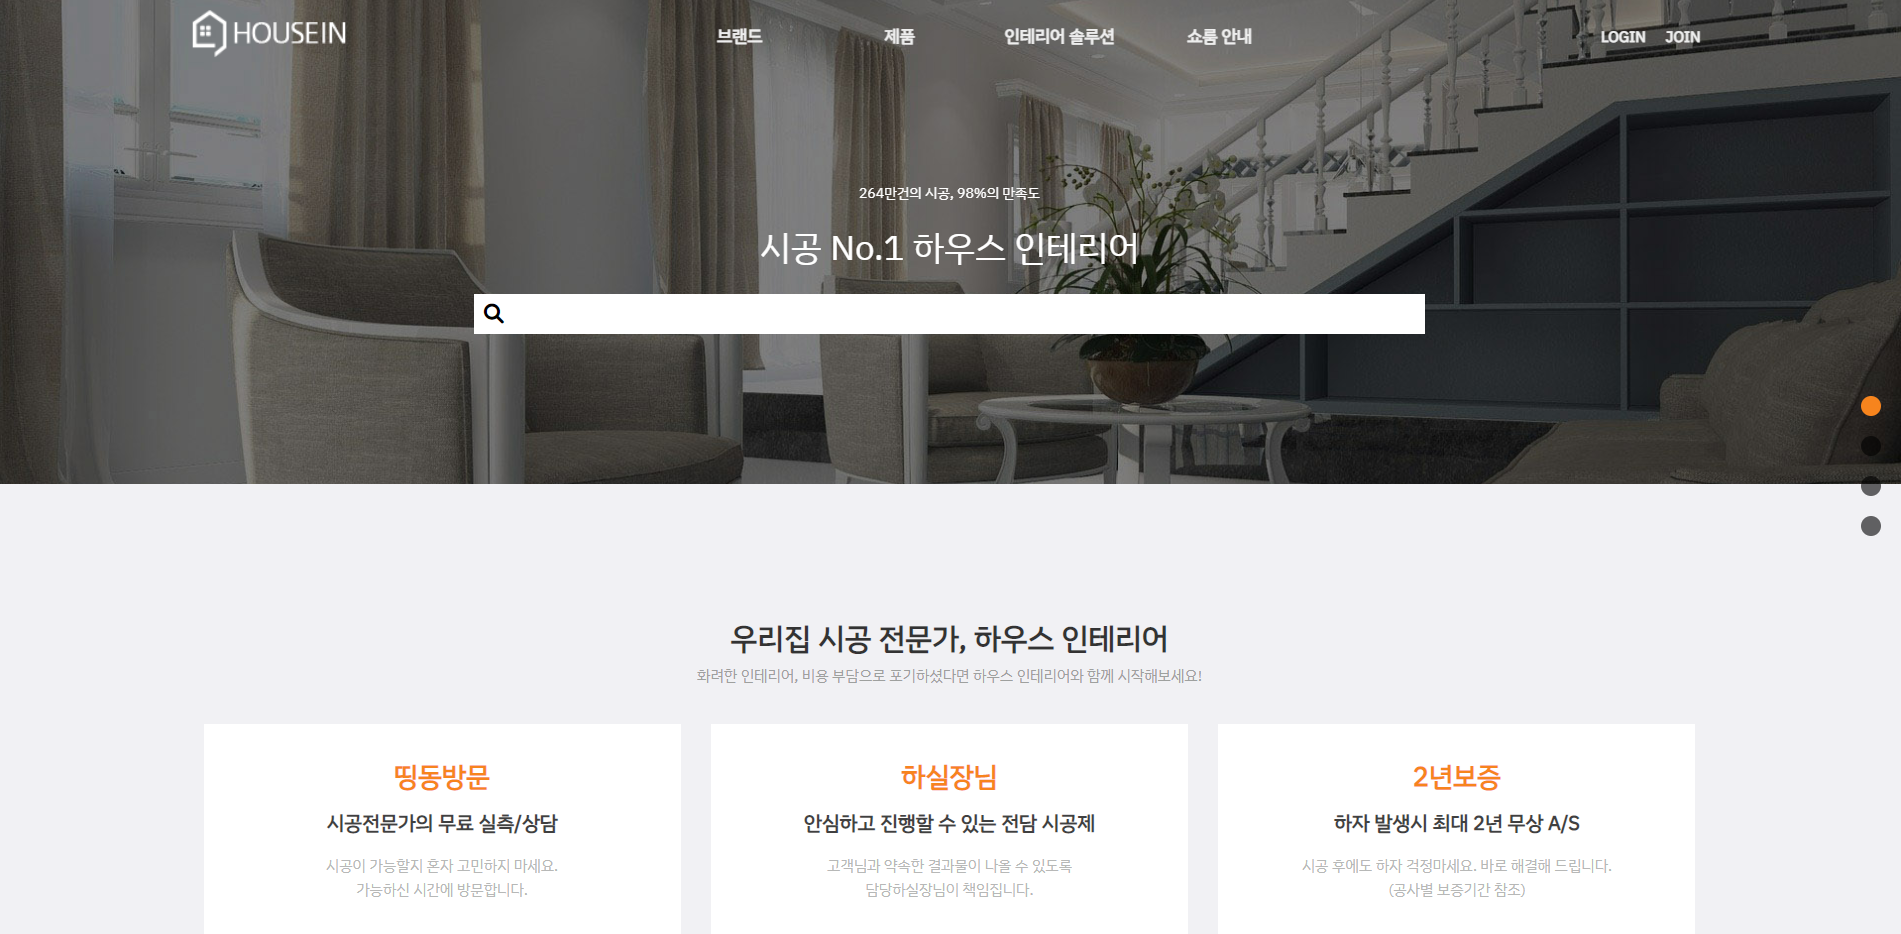 HOUSEIN
브랜드
제품
인테리어 솔루션
쇼룸 안내
LOGIN
JOIN
264만건의 시공, 98%의 만족도
시공 No.1 하우스 인테리어
우리집 시공 전문가, 하우스 인테리어
화려한 인테리어, 비용 부담으로 포기하셨다면 하우스 인테리어와 함께 시작해보세요!
띵동방문
시공전문가의 무료 실측/상담
시공이 가능할지 혼자 고민하지 마세요.
가능하신 시간에 방문합니다.
하실장님
안심하고 진행할 수 있는 전담 시공제
고객님과 약속한 결과물이 나올 수 있도록
담당하실장님이 책임집니다.
2년보증
하자 발생시 최대 2년 무상 A/S
시공 후에도 하자 걱정마세요. 바로 해결해 드립니다.
(공사별 보증기간 참조)